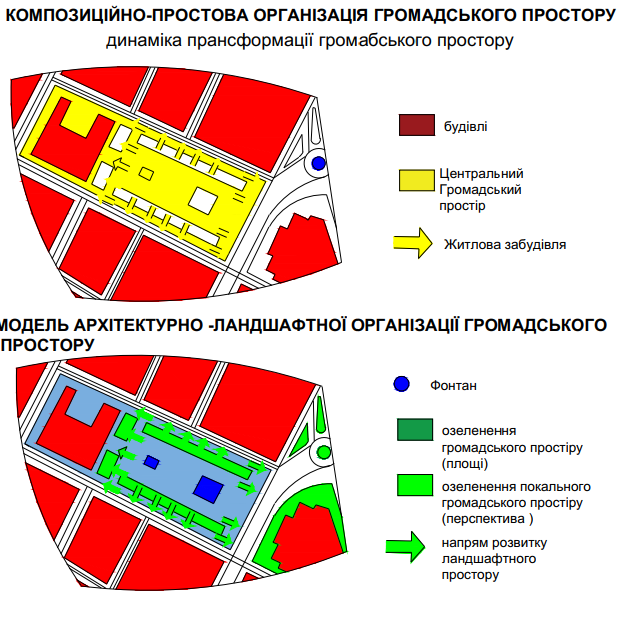 КОМПОЗИЦІЙНО-ПРОСТОВА ОРГАНІЗАЦІЯ ГРОМАДСЬКОГО ПРОСТОРУ
динаміка прансформації громабського простору
будівлі
Центральний
Громадський
простір
Житлова забудівля
МОДЕЛЬ АРХІТЕКТУРНО -ЛАНДШАФТНОЇ ОРГАНІЗАЦІЇ ГРОМАДСЬКОГО
ПРОСТОРУ
Фонтан
озеленення
громадського простіру
(площі)
озеленення покального
громадського простіру
(перспектива )
напрям розвитку
ландшафтного
простору